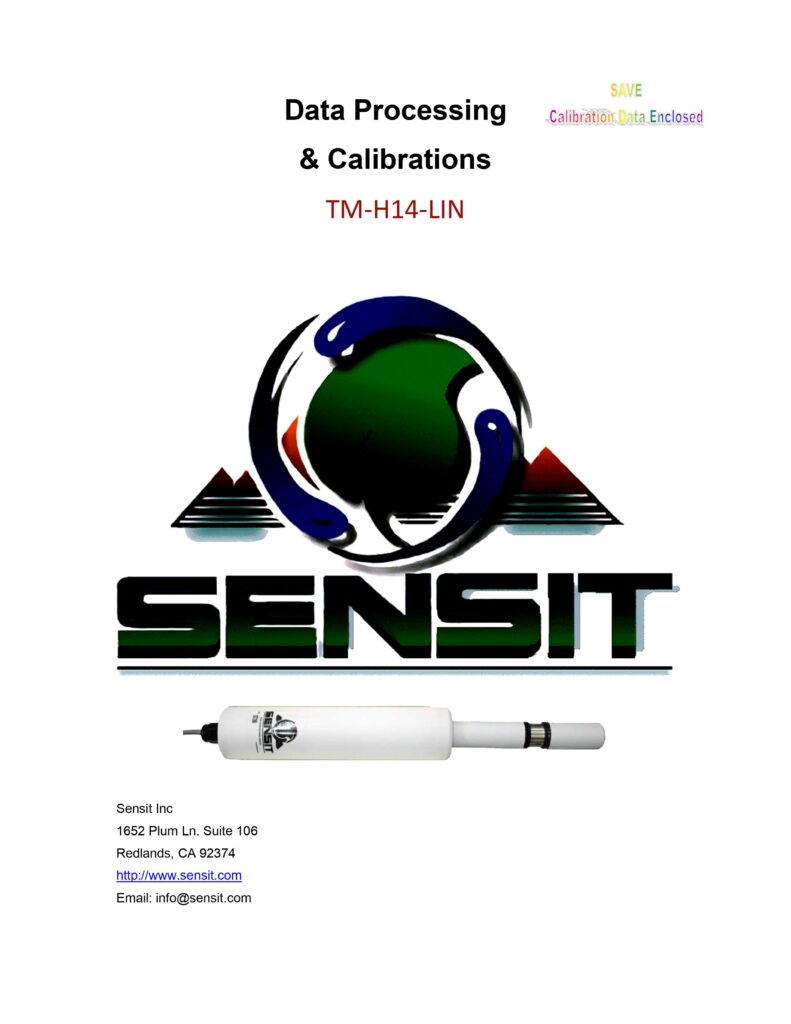 Data Processing
& Calibrations
TM-H14-LIN
SAVE
Calibration Data Enclosed
SENSIT
SENSIT
Sensit Inc
1652 Plum Ln. Suite 106
Redlands, CA 92374
http://www.sensit.com
Email: info@sensit.com